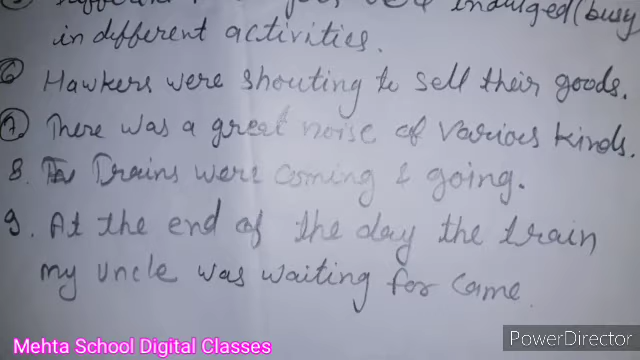 indulged (busy
in different activities.
6 Hawkers were shouting to sell their goods.
7 There was a great noise of various kinds.
8. Trains were coming & going.
9. At the end of the day the train
my uncle was waiting for came.
Mehta School Digital Classes
PowerDirector